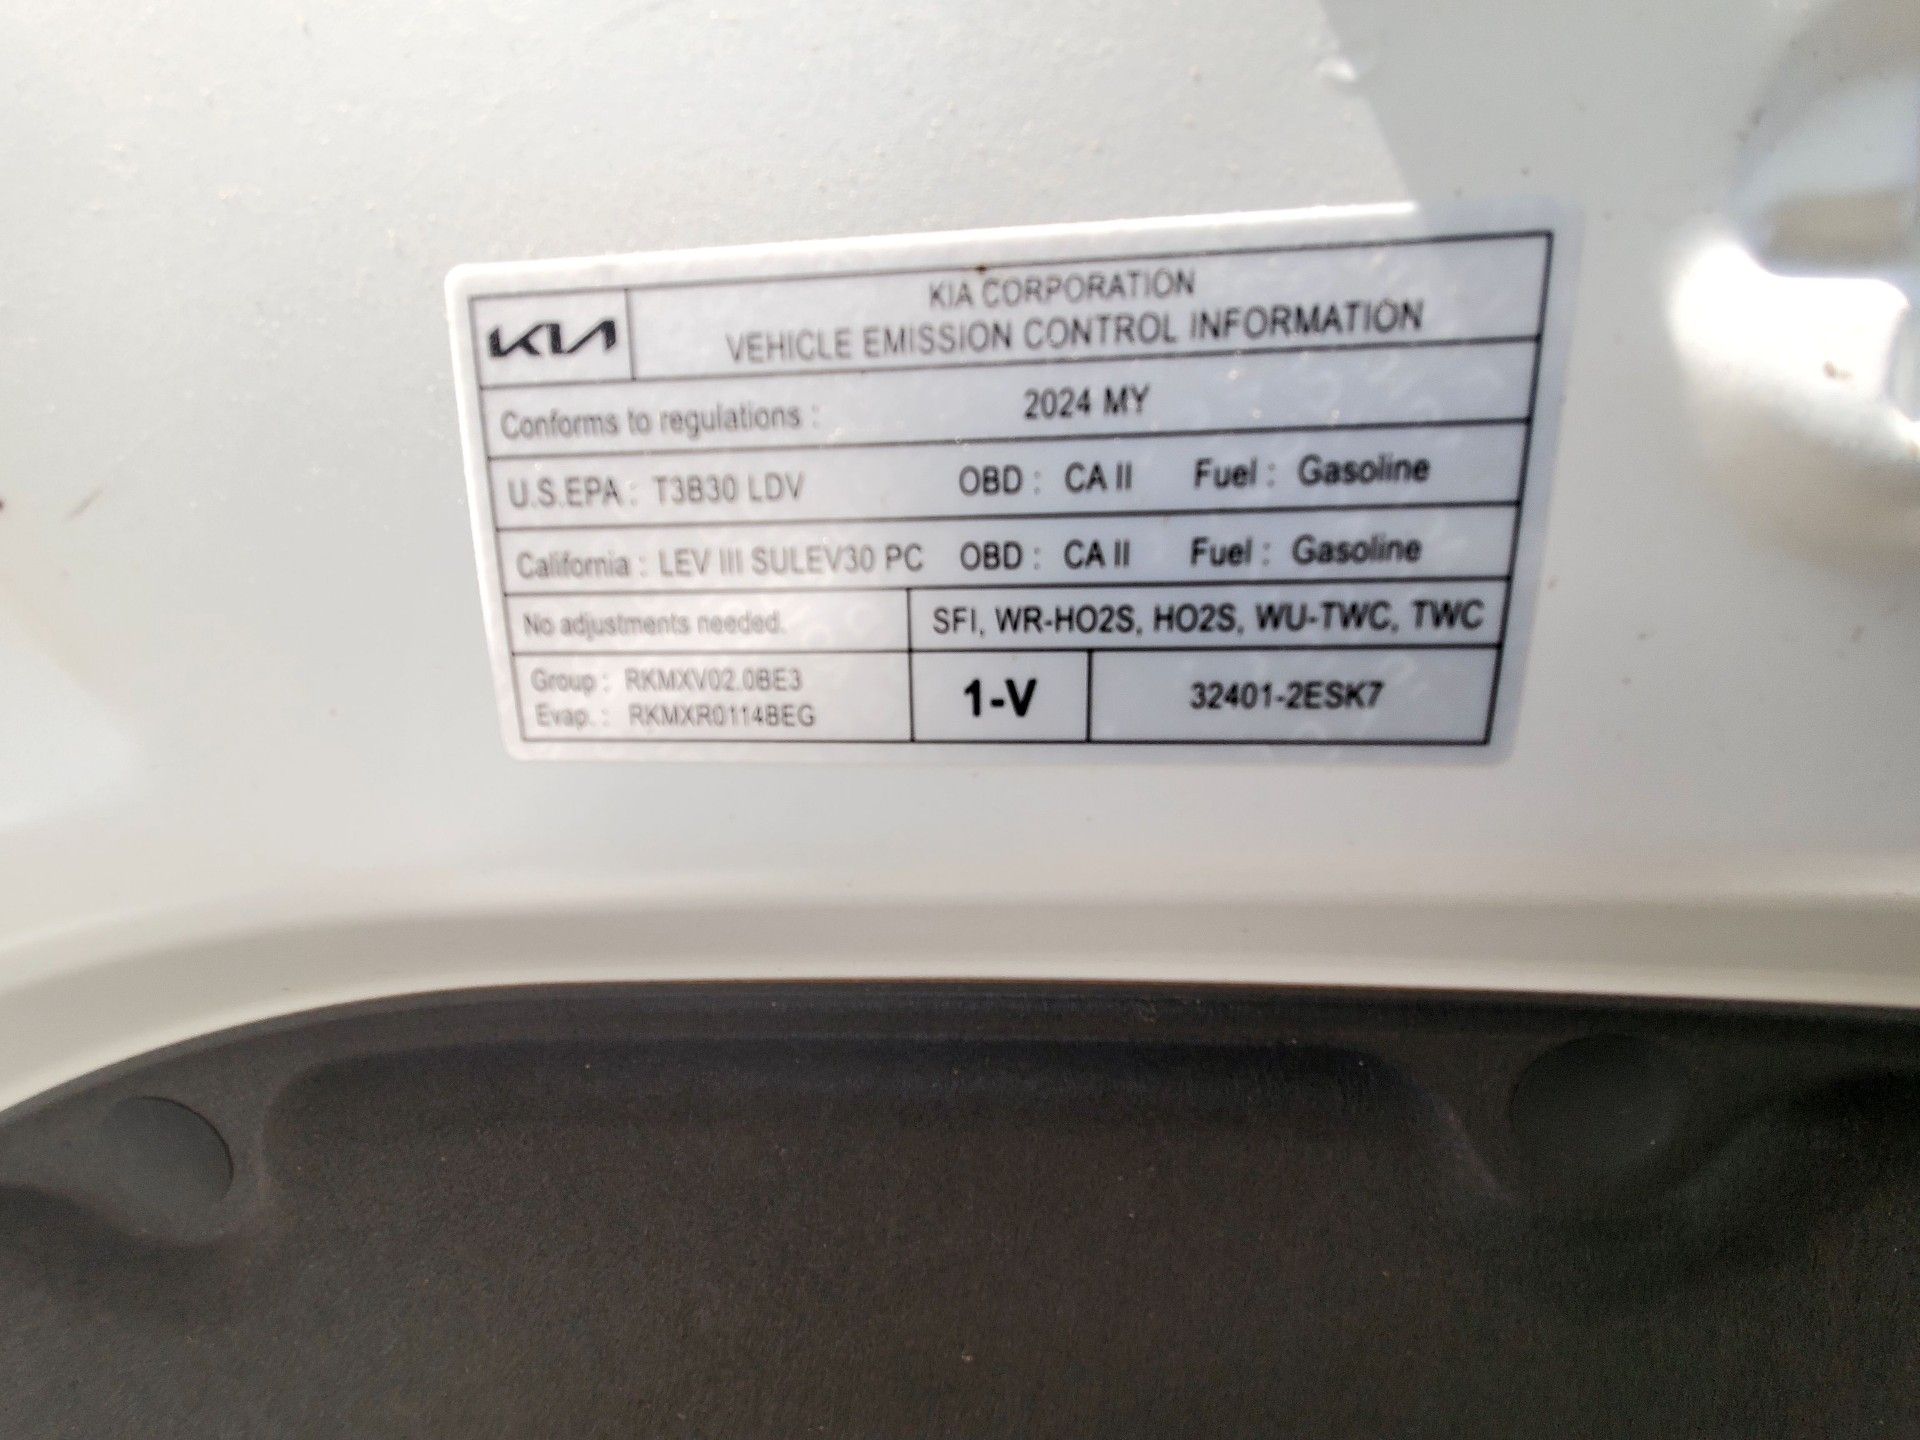 KIA
KIA CORPORATION
VEHICLE EMISSION CONTROL INFORMATION
Conforms to regulations : 2024 MY
U.S.EPA : T3B30 LDV OBD : CA II Fuel : Gasoline
California : LEV III SULEV30 PC OBD : CA II Fuel : Gasoline
No adjustments needed. SFI, WR-HO2S, HO2S, WU-TWC, TWC
Group : RKMXV02.0BE3
Evap. : RKMXR0114BEG
1-V
32401-2ESK7